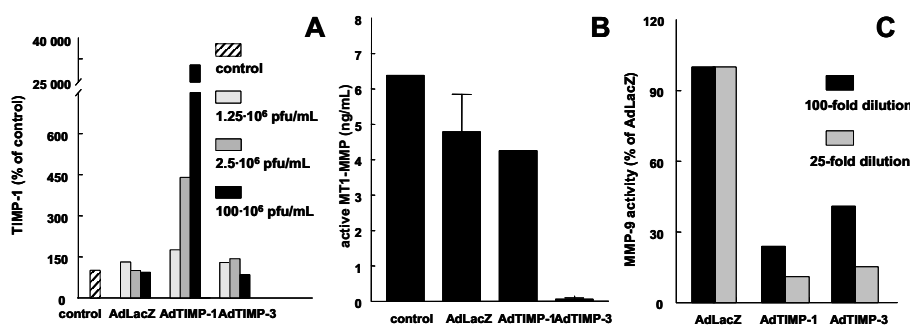 A
TIMP-1 (% of control)
40 000
25 000
600
450
300
150
0
control
1.25·10⁶ pfu/mL
2.5·10⁶ pfu/mL
100·10⁶ pfu/mL
control AdLacZ AdTIMP-1 AdTIMP-3
B
active MT1-MMP (ng/mL)
8
7
6
5
4
3
2
1
0
control AdLacZ AdTIMP-1 AdTIMP-3
C
MMP-9 activity (% of AdLacZ)
120
90
60
30
0
100-fold dilution
25-fold dilution
AdLacZ AdTIMP-1 AdTIMP-3